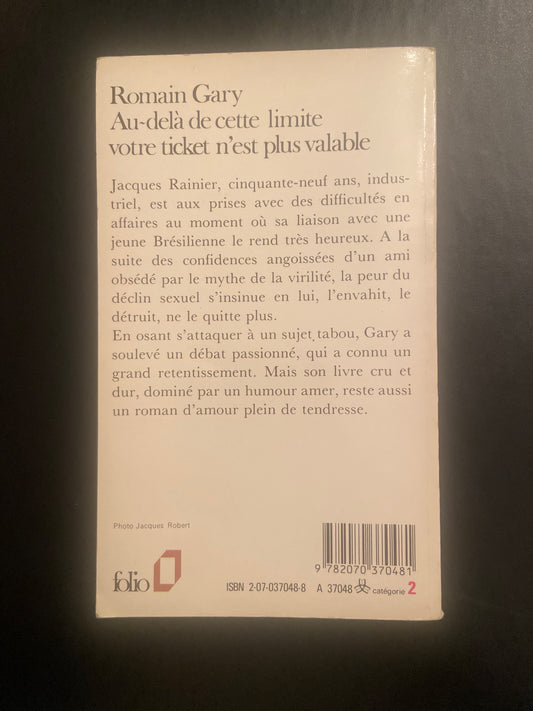 Romain Gary
Au-delà de cette limite
votre ticket n'est plus valable
Jacques Rainier, cinquante-neuf ans, indus-
triel, est aux prises avec des difficultés en
affaires au moment où sa liaison avec une
jeune Brésilienne le rend très heureux. A la
suite des confidences angoissées d'un ami
obsédé par le mythe de la virilité, la peur du
déclin sexuel s'insinue en lui, l'envahit, le
détruit, ne le quitte plus.
En osant s'attaquer à un sujet tabou, Gary a
soulevé un débat passionné, qui a connu un
grand retentissement. Mais son livre cru et
dur, dominé par un humour amer, reste aussi
un roman d'amour plein de tendresse.
Photo Jacques Robert
9 782070 370481
folio
ISBN 2-07-037048-8 A 37048 catégorie 2